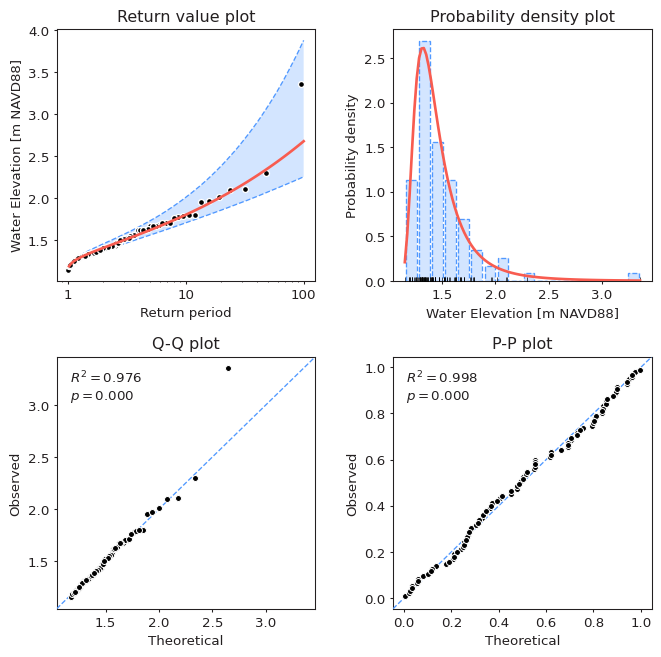 Return value plot
Water Elevation [m NAVD88]
4.0
3.5
3.0
2.5
2.0
1.5
1
10
100
Return period
Probability density plot
Probability density
2.5
2.0
1.5
1.0
0.5
0.0
1.5
2.0
2.5
3.0
Water Elevation [m NAVD88]
Q-Q plot
R² = 0.976
p = 0.000
Observed
3.0
2.5
2.0
1.5
1.5
2.0
2.5
3.0
Theoretical
P-P plot
R² = 0.998
p = 0.000
Observed
1.0
0.8
0.6
0.4
0.2
0.0
0.0
0.2
0.4
0.6
0.8
1.0
Theoretical